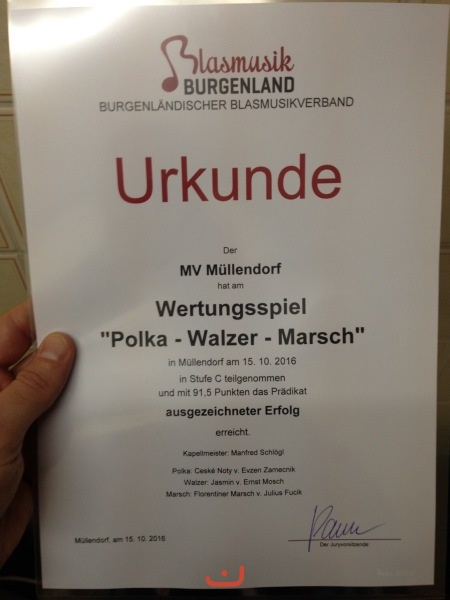 Blasmusik
BURGENLAND
BURGENLÄNDISCHER BLASMUSIKVERBAND
Urkunde
Der
MV Müllendorf
hat am
Wertungsspiel
"Polka - Walzer - Marsch"
in Müllendorf am 15. 10. 2016
in Stufe C teilgenommen
und mit 91,5 Punkten das Prädikat
ausgezeichneter Erfolg
erreicht.
Kapellmeister: Manfred Schlögl
Polka: Ceské Noty v. Evzen Zamecnik
Walzer: Jasmin v. Ernst Mosch
Marsch: Florentiner Marsch v. Julius Fucik
Müllendorf, am 15. 10. 2016
Der Juryvorsitzende